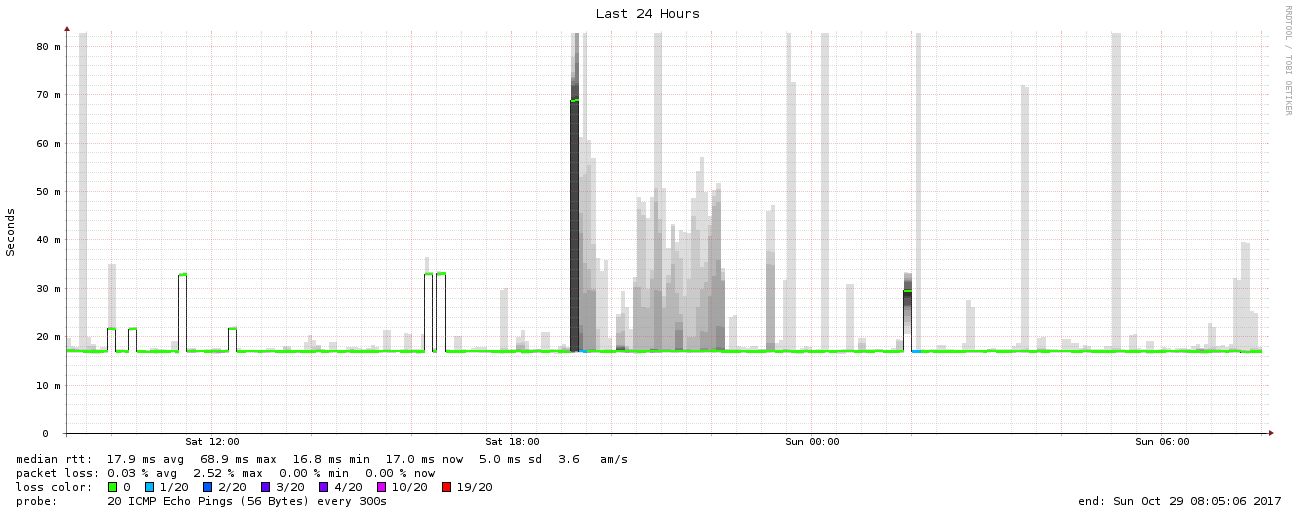 Last 24 Hours
RRDTOOL / TOBI OETIKER
Seconds
80 m
70 m
60 m
50 m
40 m
30 m
20 m
10 m
0
Sat 12:00 Sat 18:00 Sun 00:00 Sun 06:00
median rtt: 17.9 ms avg 68.9 ms max 16.8 ms min 17.0 ms now 5.0 ms sd 3.6 am/s
packet loss: 0.03 % avg 2.52 % max 0.00 % min 0.00 % now
loss color: 0 1/20 2/20 3/20 4/20 10/20 19/20
probe: 20 ICMP Echo Pings (56 Bytes) every 300s end: Sun Oct 29 08:05:06 2017